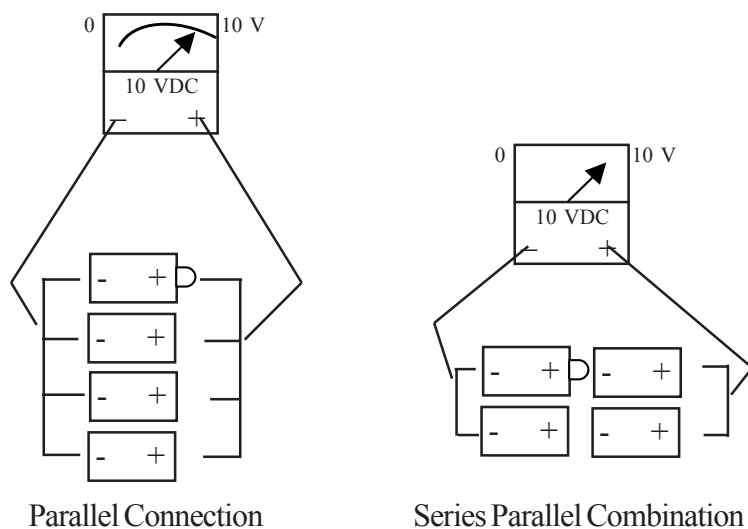 0 10 V
10 VDC
- +
- +
- +
- +
- +
Parallel Connection
0 10 V
10 VDC
- +
- + - +
- + - +
Series Parallel Combination